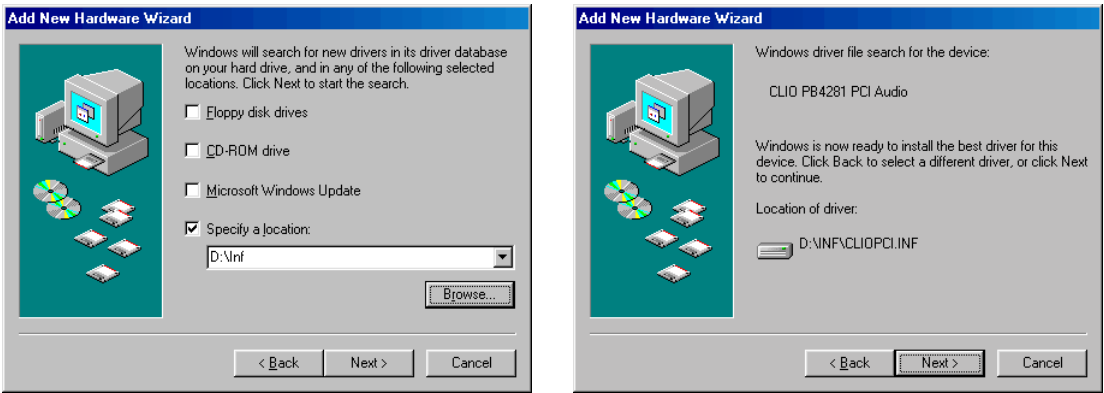 Add New Hardware Wizard
Windows will search for new drivers in its driver database
on your hard drive, and in any of the following selected
locations. Click Next to start the search.
Floppy disk drives
CD-ROM drive
Microsoft Windows Update
Specify a location:
D:\Inf
Browse...
< Back
Next >
Cancel
Add New Hardware Wizard
Windows driver file search for the device:
CLIO PB4281 PCI Audio
Windows is now ready to install the best driver for this
device. Click Back to select a different driver, or click Next
to continue.
Location of driver:
D:\INF\CLIOPCI.INF
< Back
Next >
Cancel